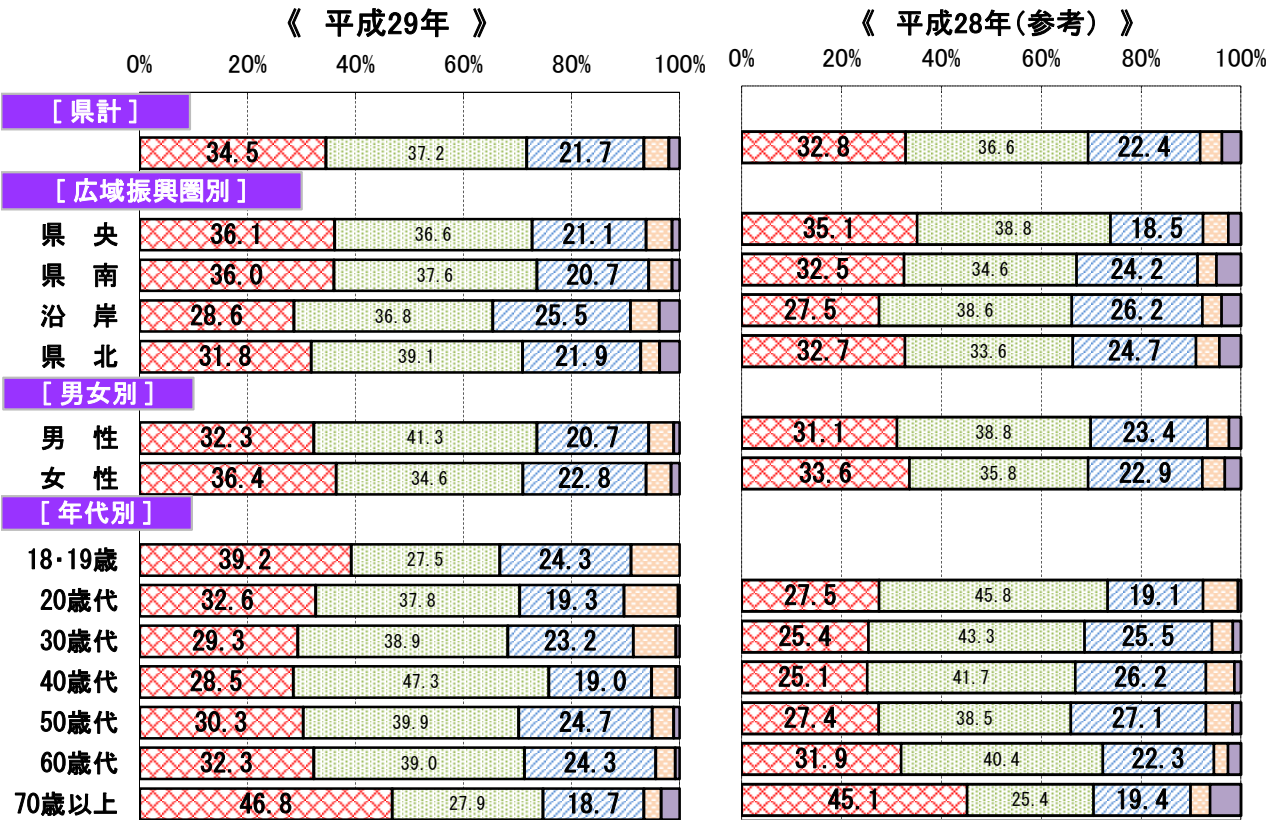 《 平成29年 》 《 平成28年(参考) 》
0% 20% 40% 60% 80% 100% 0% 20% 40% 60% 80% 100%
[ 県計 ]
34.5 37.2 21.7 32.8 36.6 22.4
[ 広域振興圏別 ]
県 央 36.1 36.6 21.1 35.1 38.8 18.5
県 南 36.0 37.6 20.7 32.5 34.6 24.2
沿 岸 28.6 36.8 25.5 27.5 38.6 26.2
県 北 31.8 39.1 21.9 32.7 33.6 24.7
[ 男女別 ]
男 性 32.3 41.3 20.7 31.1 38.8 23.4
女 性 36.4 34.6 22.8 33.6 35.8 22.9
[ 年代別 ]
18・19歳 39.2 27.5 24.3
20歳代 32.6 37.8 19.3 27.5 45.8 19.1
30歳代 29.3 38.9 23.2 25.4 43.3 25.5
40歳代 28.5 47.3 19.0 25.1 41.7 26.2
50歳代 30.3 39.9 24.7 27.4 38.5 27.1
60歳代 32.3 39.0 24.3 31.9 40.4 22.3
70歳以上 46.8 27.9 18.7 45.1 25.4 19.4